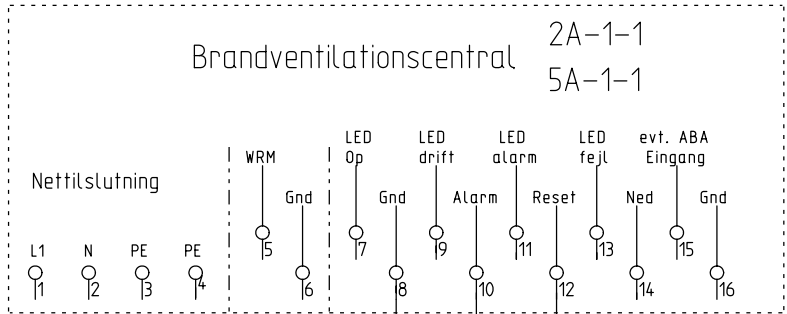 Brandventilationscentral
2A-1-1
5A-1-1
Nettilslutning
L1 N PE PE
1 2 3 4
WRM
Gnd
5
6
LED LED LED LED evt. ABA
Op drift alarm fejl Eingang
Gnd Alarm Reset Ned Gnd
7 9 11 13 15
8 10 12 14 16